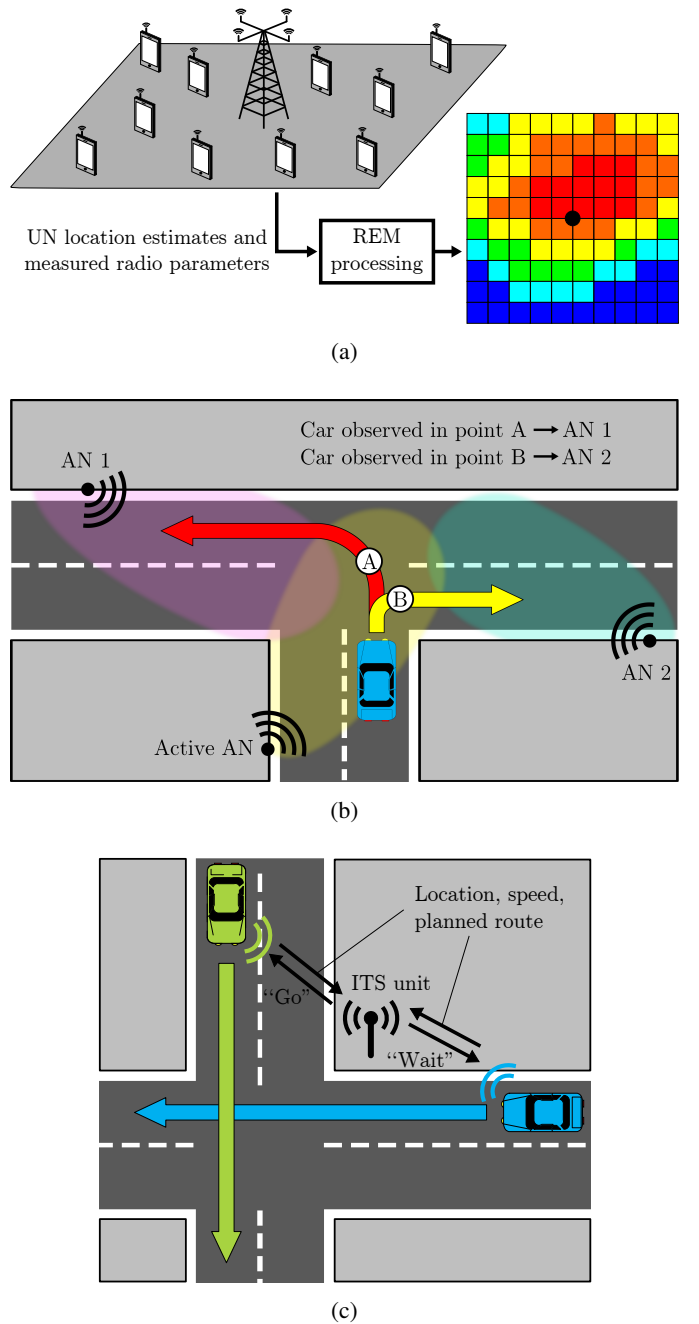 UN location estimates and
measured radio parameters
REM
processing
(a)
Car observed in point A → AN 1
Car observed in point B → AN 2
AN 1
A
B
AN 2
Active AN
(b)
Location, speed,
planned route
ITS unit
“Go”
“Wait”
(c)